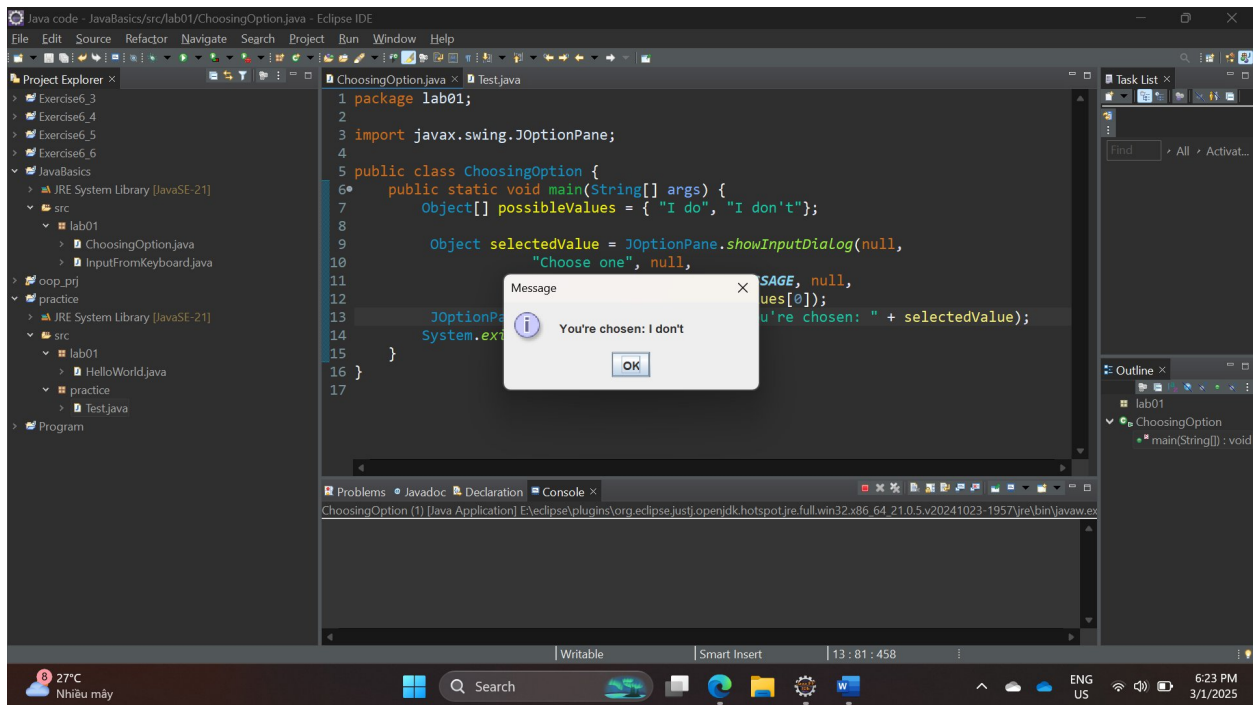 Java code - JavaBasics/src/lab01/ChoosingOption.java - Eclipse IDE
File Edit Source Refactor Navigate Search Project Run Window Help
Project Explorer ×
Exercise6_3
Exercise6_4
Exercise6_5
Exercise6_6
JavaBasics
JRE System Library [JavaSE-21]
src
lab01
ChoosingOption.java
InputFromKeyboard.java
oop_prj
practice
JRE System Library [JavaSE-21]
src
lab01
HelloWorld.java
practice
Test.java
Program
ChoosingOption.java × Test.java
1 package lab01;
2
3 import javax.swing.JOptionPane;
4
5 public class ChoosingOption {
6 public static void main(String[] args) {
7 Object[] possibleValues = { "I do", "I don't"};
8
9 Object selectedValue = JOptionPane.showInputDialog(null,
10 "Choose one", null,
11 SAGE, null,
12 ues[0]);
13 JOptionPa u're chosen: " + selectedValue);
14 System.exi
15 }
16 }
17
Message
You're chosen: I don't
OK
Task List ×
Find All Activat...
Outline ×
lab01
ChoosingOption
main(String[]) : void
Problems Javadoc Declaration Console ×
ChoosingOption (1) [Java Application] E:\eclipse\plugins\org.eclipse.justj.openjdk.hotspot.jre.full.win32.x86_64_21.0.5.v20241023-1957\jre\bin\javaw.ex
Writable Smart Insert 13 : 81 : 458
8 27°C
Nhiều mây
Search
ENG
US
6:23 PM
3/1/2025